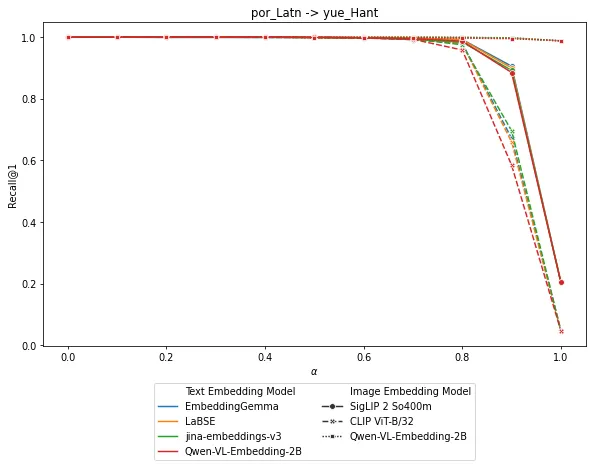 por_Latn -> yue_Hant
Recall@1
1.0
0.8
0.6
0.4
0.2
0.0
0.0 0.2 0.4 0.6 0.8 1.0
α
Text Embedding Model
EmbeddingGemma
LaBSE
jina-embeddings-v3
Qwen-VL-Embedding-2B
Image Embedding Model
SigLIP 2 So400m
CLIP ViT-B/32
Qwen-VL-Embedding-2B